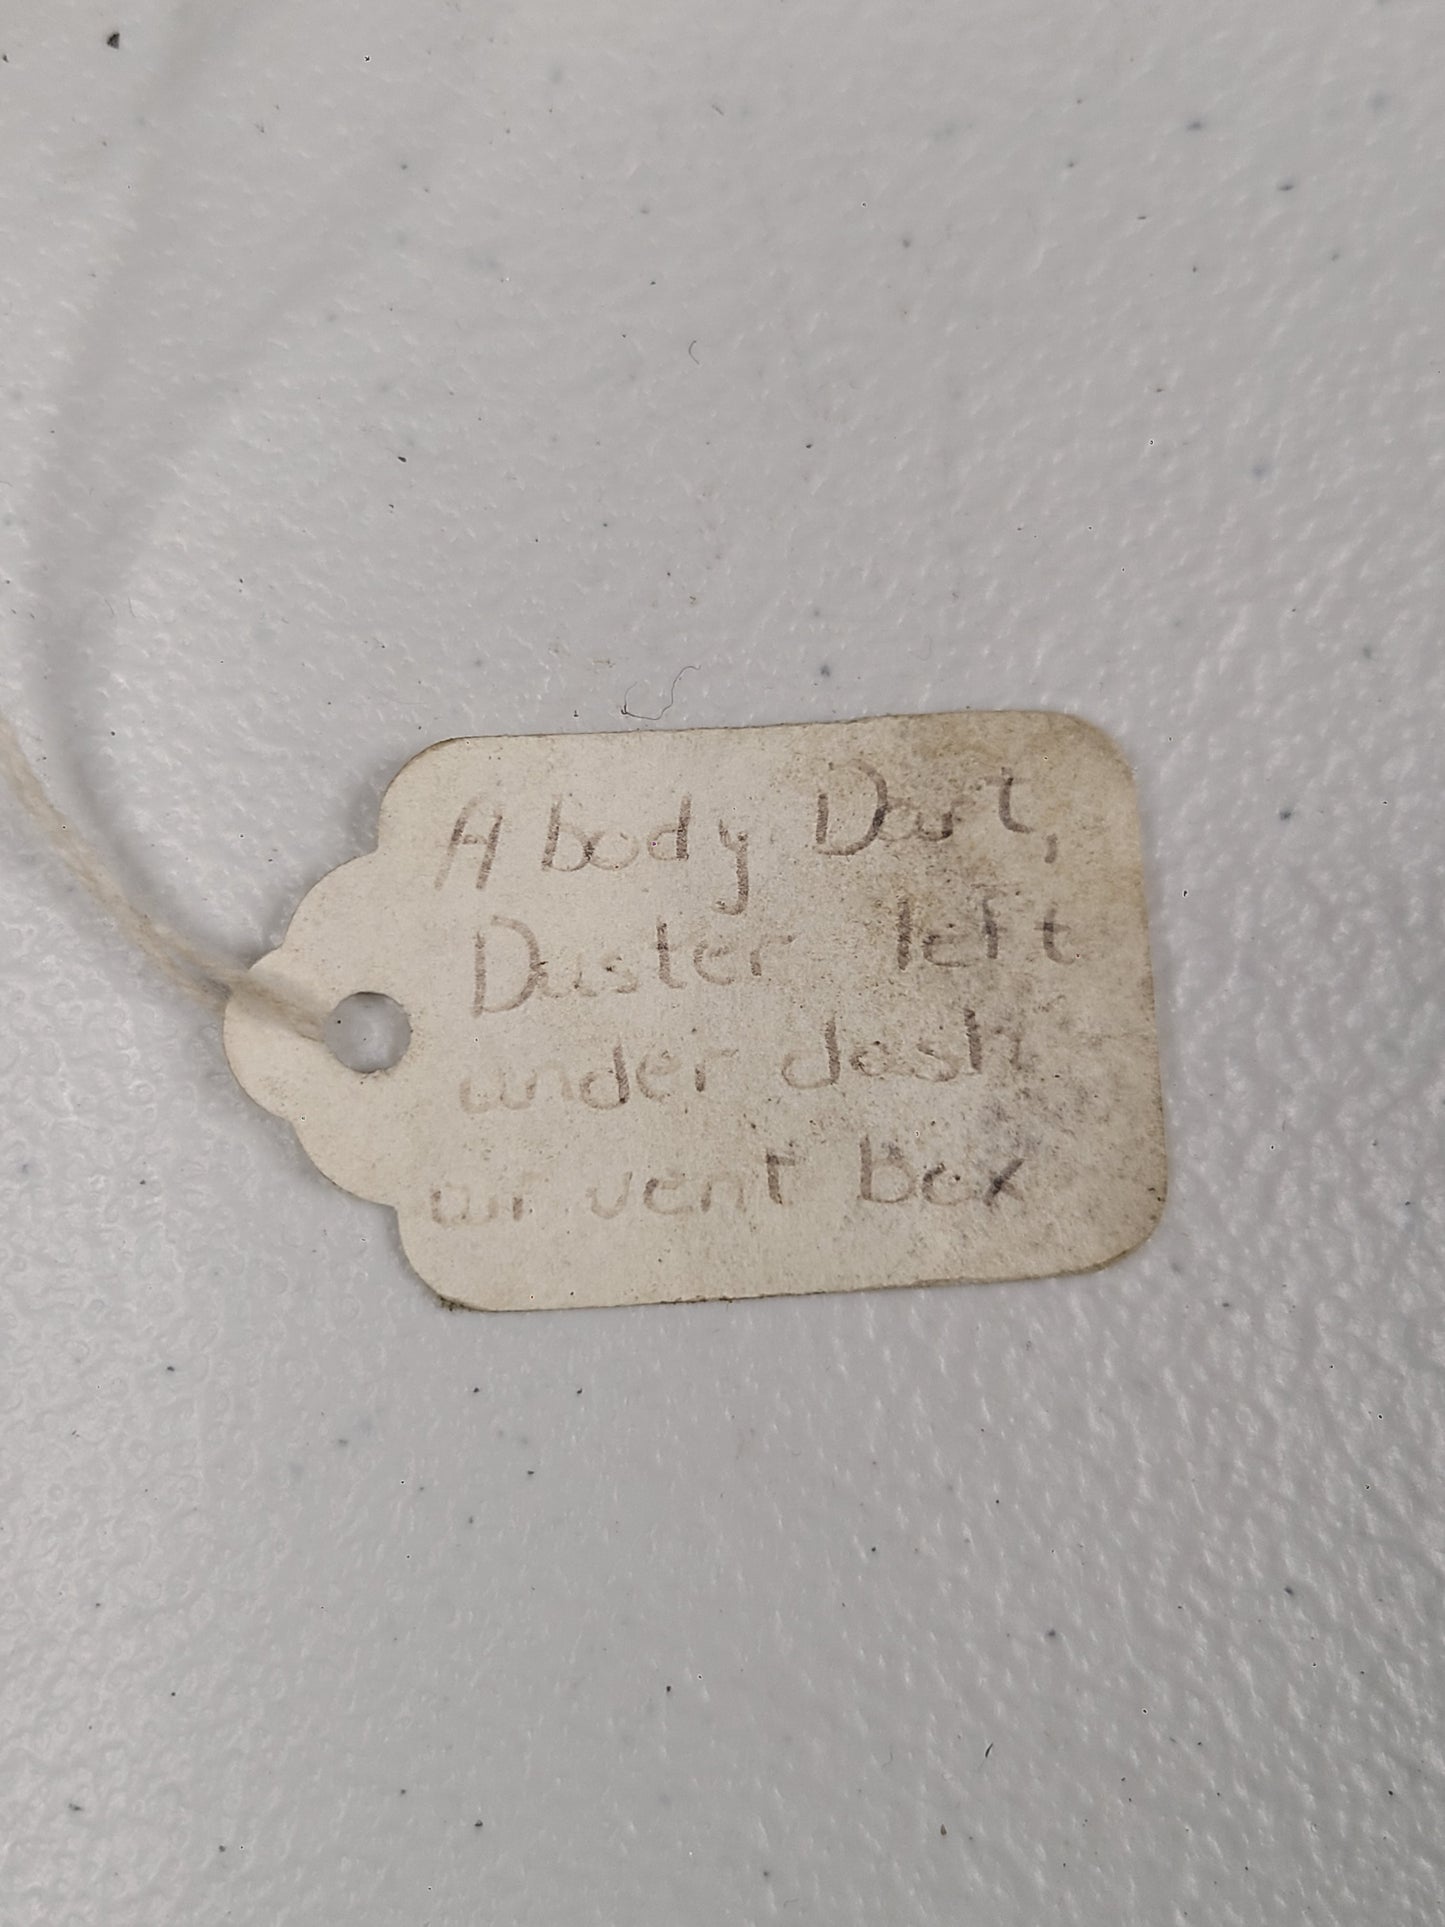 A body Dart,
Duster left
under dash
air vent box